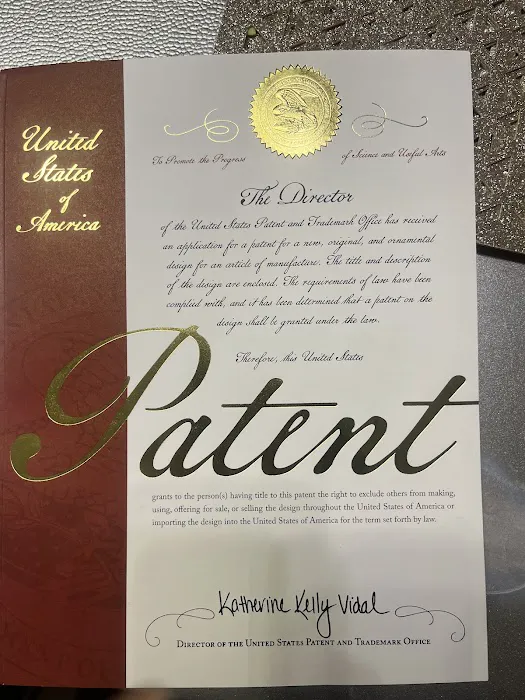 United
States
of
America
To Promote the Progress
of Science and Useful Arts
The Director
of the United States Patent and Trademark Office has received
an application for a patent for a new, original, and ornamental
design for an article of manufacture. The title and description
of the design are enclosed. The requirements of law have been
complied with, and it has been determined that a patent on the
design shall be granted under the law.
Therefore, this United States
Patent
grants to the person(s) having title to this patent the right to exclude others from making,
using, offering for sale, or selling the design throughout the United States of America or
importing the design into the United States of America for the term set forth by law.
Katherine Kelly Vidal
Director of the United States Patent and Trademark Office